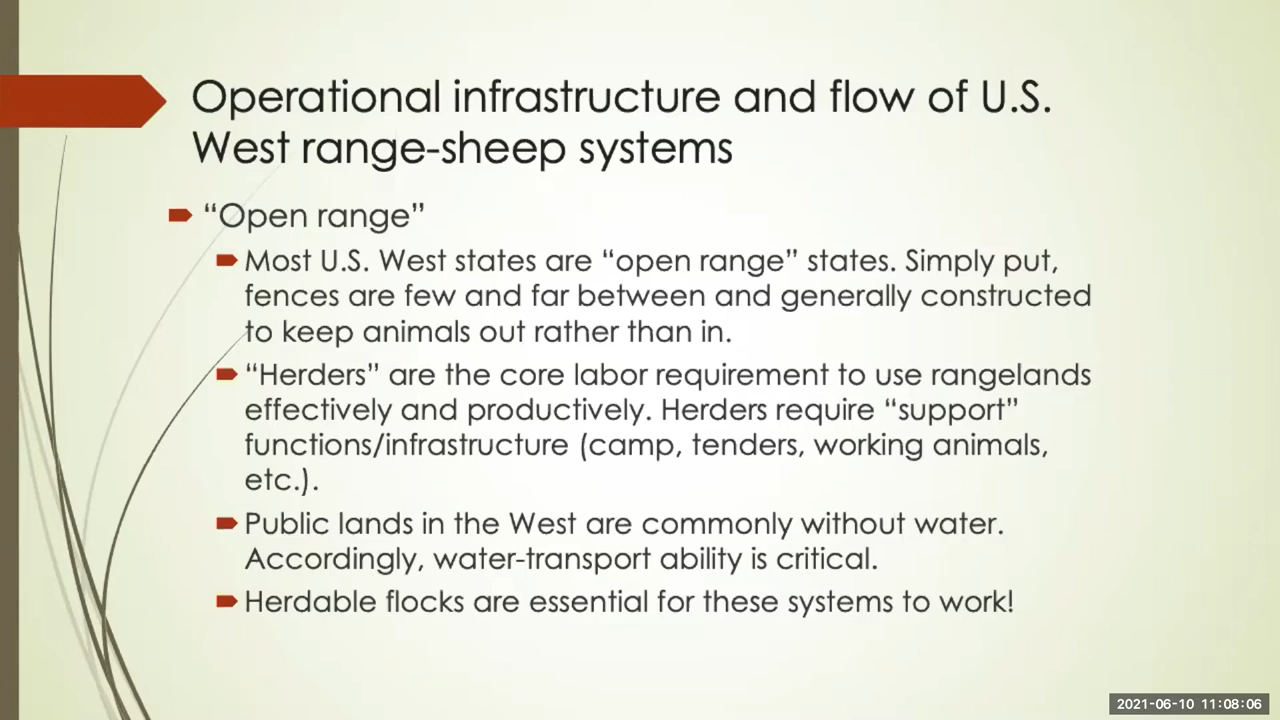 Operational infrastructure and flow of U.S.
West range-sheep systems
“Open range”
Most U.S. West states are “open range” states. Simply put,
fences are few and far between and generally constructed
to keep animals out rather than in.
“Herders” are the core labor requirement to use rangelands
effectively and productively. Herders require “support”
functions/infrastructure (camp, tenders, working animals,
etc.).
Public lands in the West are commonly without water.
Accordingly, water-transport ability is critical.
Herdable flocks are essential for these systems to work!
2021-06-10 11:08:06